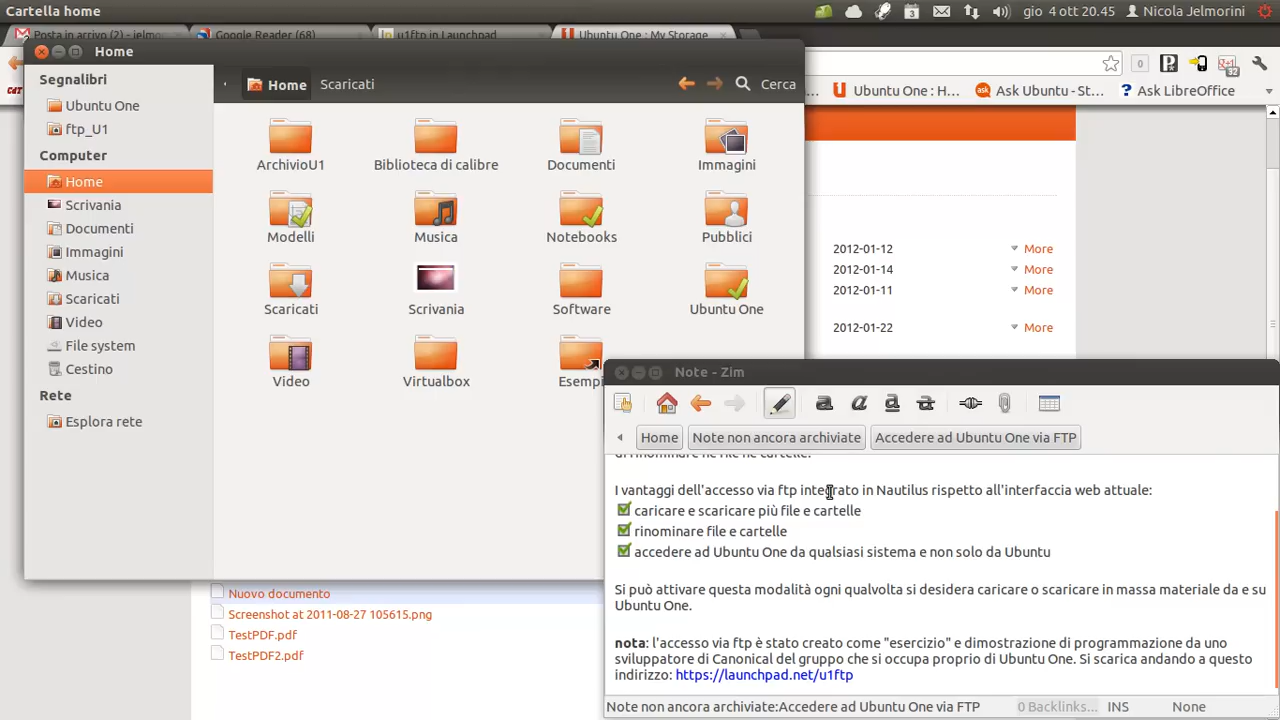 Cartella home
gio 4 ott 20.45
Nicola Jelmorini
Posta in arrivo (2) - jelmo...
Google Reader (68)
u1ftp in Launchpad
Ubuntu One : My Storage
Home
Segnalibri
Ubuntu One
ftp_U1
Computer
Home
Scrivania
Documenti
Immagini
Musica
Scaricati
Video
File system
Cestino
Rete
Esplora rete
Home
Scaricati
Cerca
ArchivioU1
Biblioteca di calibre
Documenti
Immagini
Modelli
Musica
Notebooks
Pubblici
Scaricati
Scrivania
Software
Ubuntu One
Video
Virtualbox
Esempi
0
32
Ubuntu One : H...
Ask Ubuntu - St...
Ask LibreOffice
2012-01-12 More
2012-01-14 More
2012-01-11 More
2012-01-22 More
Nuovo documento
Screenshot at 2011-08-27 105615.png
TestPDF.pdf
TestPDF2.pdf
Note - Zim
Home
Note non ancora archiviate
Accedere ad Ubuntu One via FTP
di rinominare né file né cartelle.
I vantaggi dell'accesso via ftp integrato in Nautilus rispetto all'interfaccia web attuale:
caricare e scaricare più file e cartelle
rinominare file e cartelle
accedere ad Ubuntu One da qualsiasi sistema e non solo da Ubuntu
Si può attivare questa modalità ogni qualvolta si desidera caricare o scaricare in massa materiale da e su
Ubuntu One.
nota: l'accesso via ftp è stato creato come "esercizio" e dimostrazione di programmazione da uno
sviluppatore di Canonical del gruppo che si occupa proprio di Ubuntu One. Si scarica andando a questo
indirizzo: https://launchpad.net/u1ftp
Note non ancora archiviate:Accedere ad Ubuntu One via FTP
0 Backlinks...
INS
None